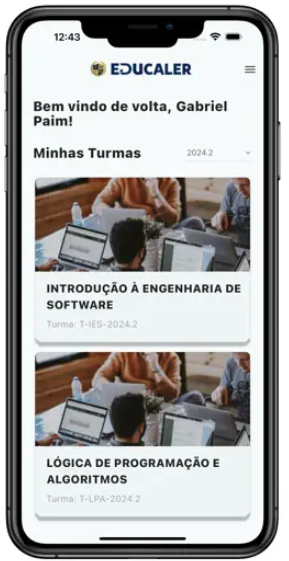 12:43
EDUCALER
Bem vindo de volta, Gabriel
Paim!
Minhas Turmas
2024.2
INTRODUÇÃO À ENGENHARIA DE
SOFTWARE
Turma: T-IES-2024.2
LÓGICA DE PROGRAMAÇÃO E
ALGORITMOS
Turma: T-LPA-2024.2